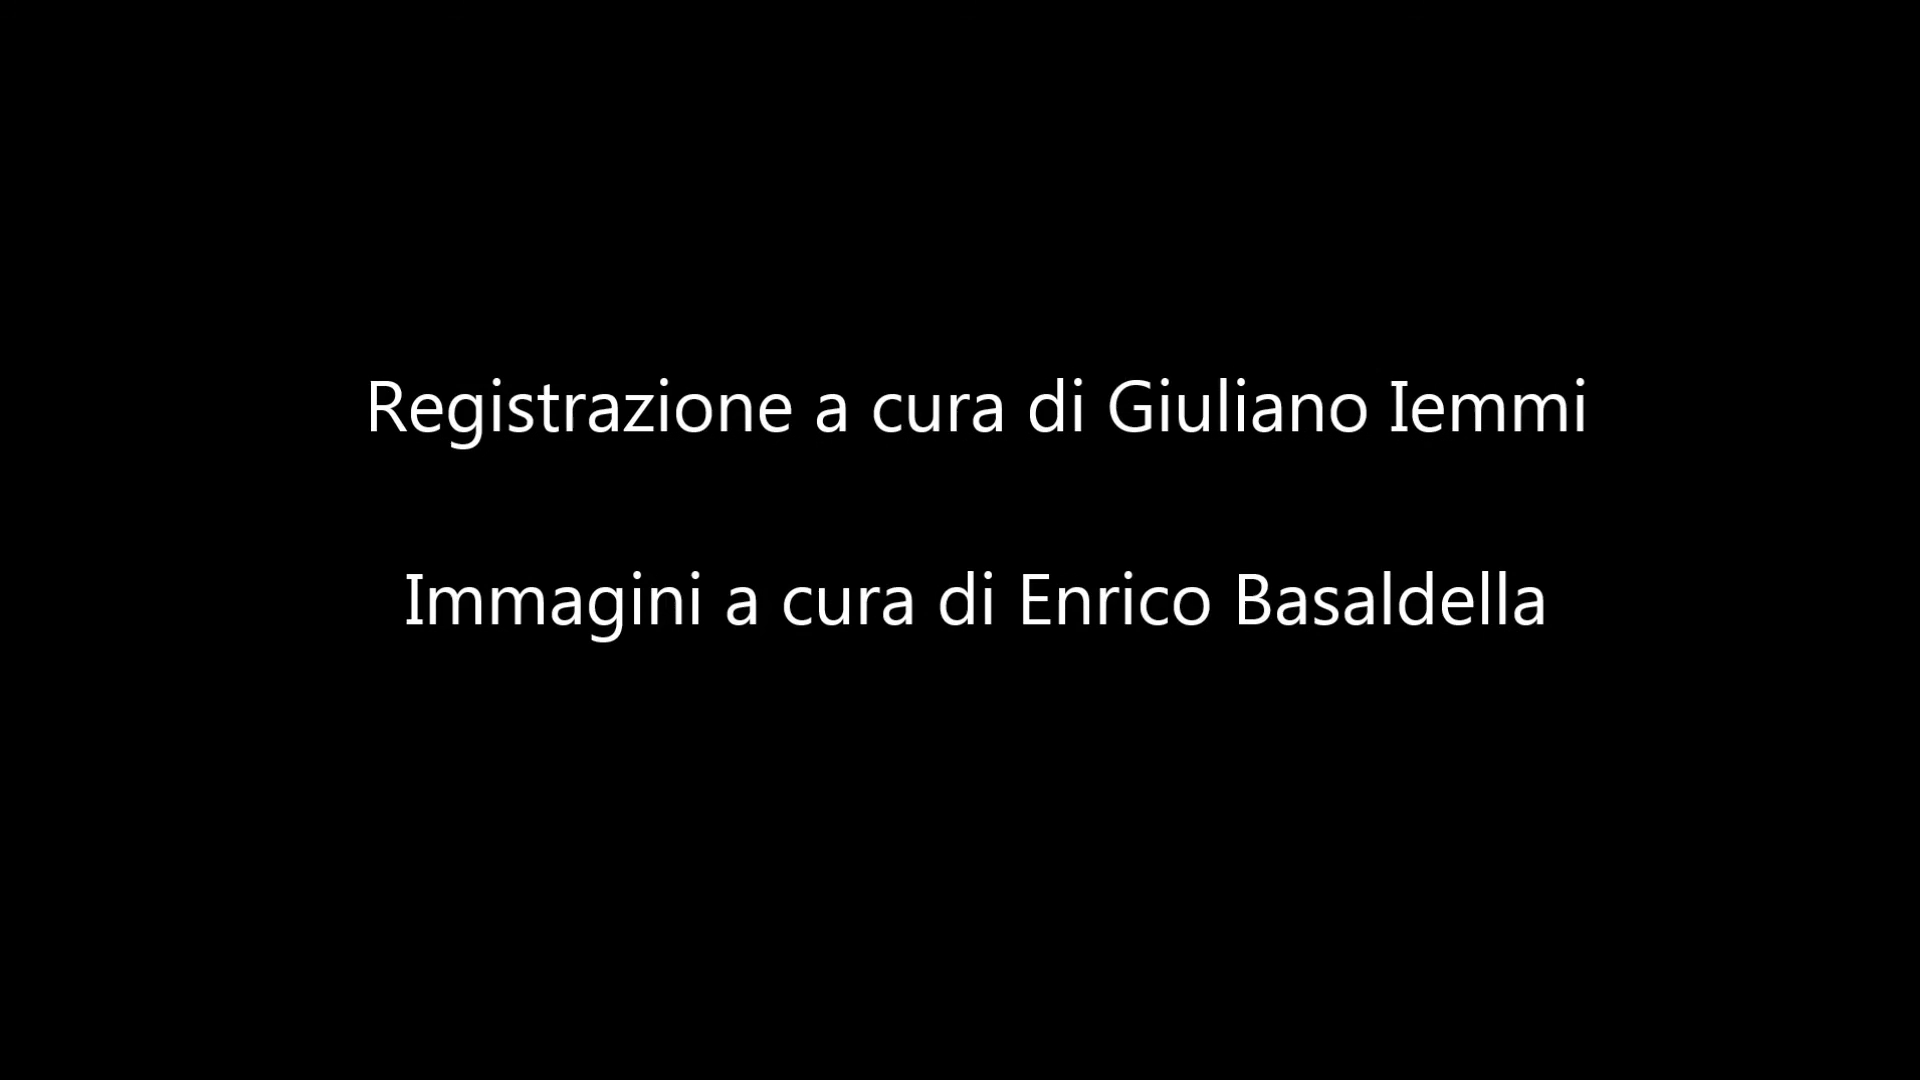 Registrazione a cura di Giuliano Iemmi
Immagini a cura di Enrico Basaldella